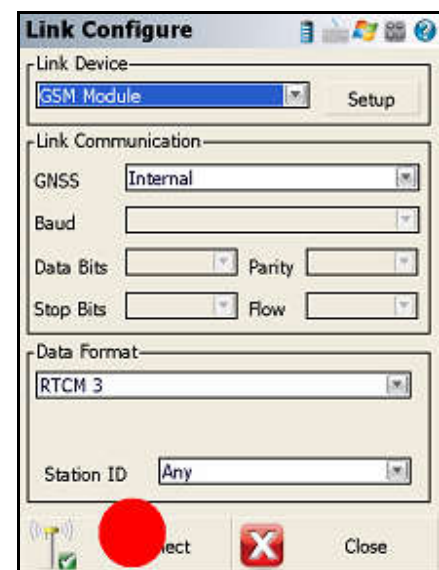 Link Configure
Link Device
GSM Module Setup
Link Communication
GNSS Internal
Baud
Data Bits Parity
Stop Bits Flow
Data Format
RTCM 3
Station ID Any
Close